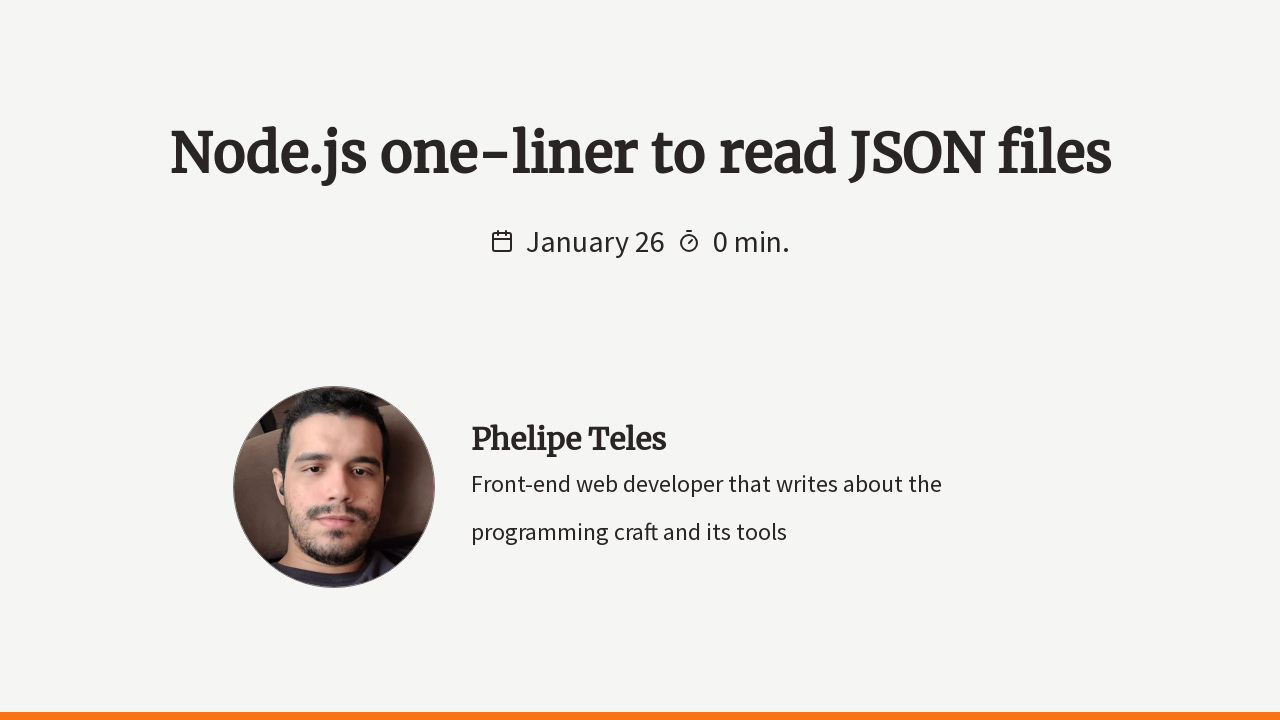 Node.js one-liner to read JSON files
January 26 0 min.
Phelipe Teles
Front-end web developer that writes about the
programming craft and its tools